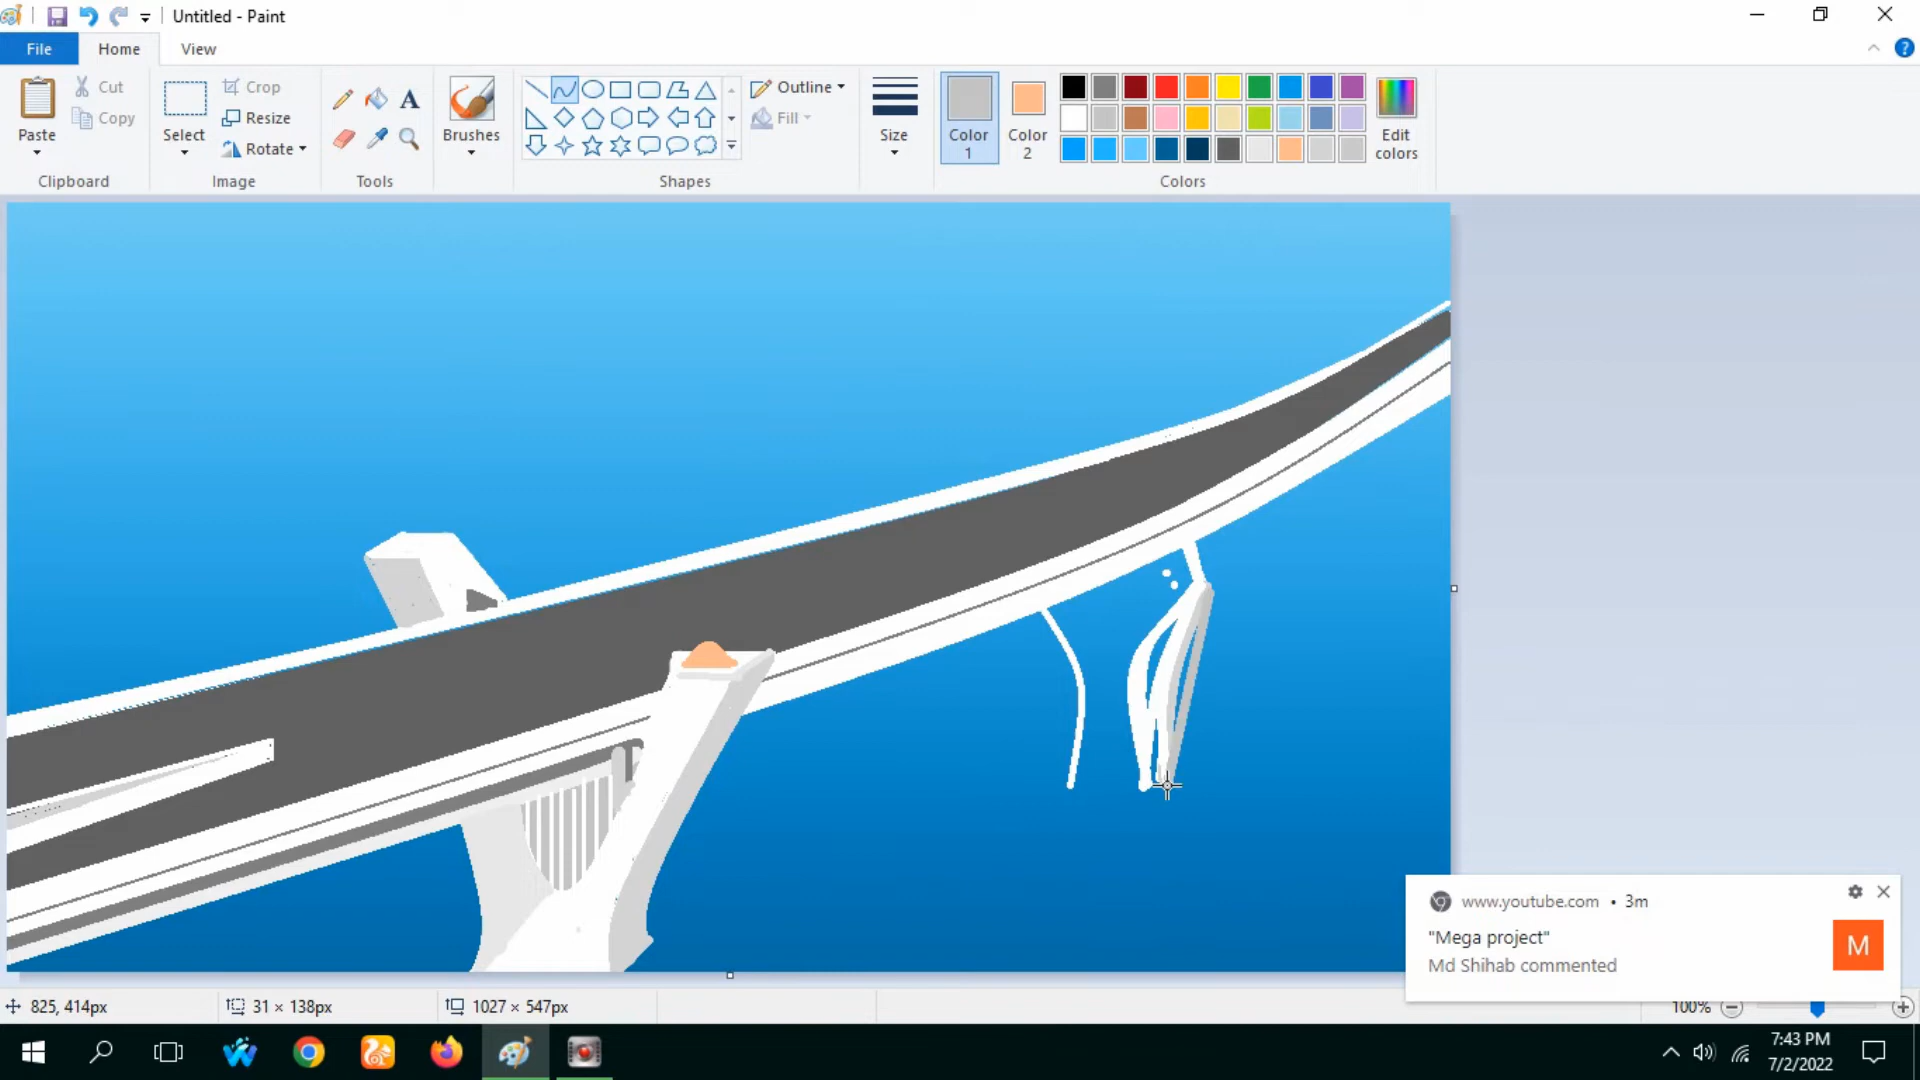 Untitled - Paint
File
Home
View
Paste
Cut
Copy
Clipboard
Select
Crop
Resize
Rotate
Image
A
Tools
Brushes
Shapes
Outline
Fill
Size
Color 1
Color 2
Edit colors
Colors
www.youtube.com • 3m
"Mega project"
Md Shihab commented
M
825, 414px
31 × 138px
1027 × 547px
100%
7:43 PM
7/2/2022